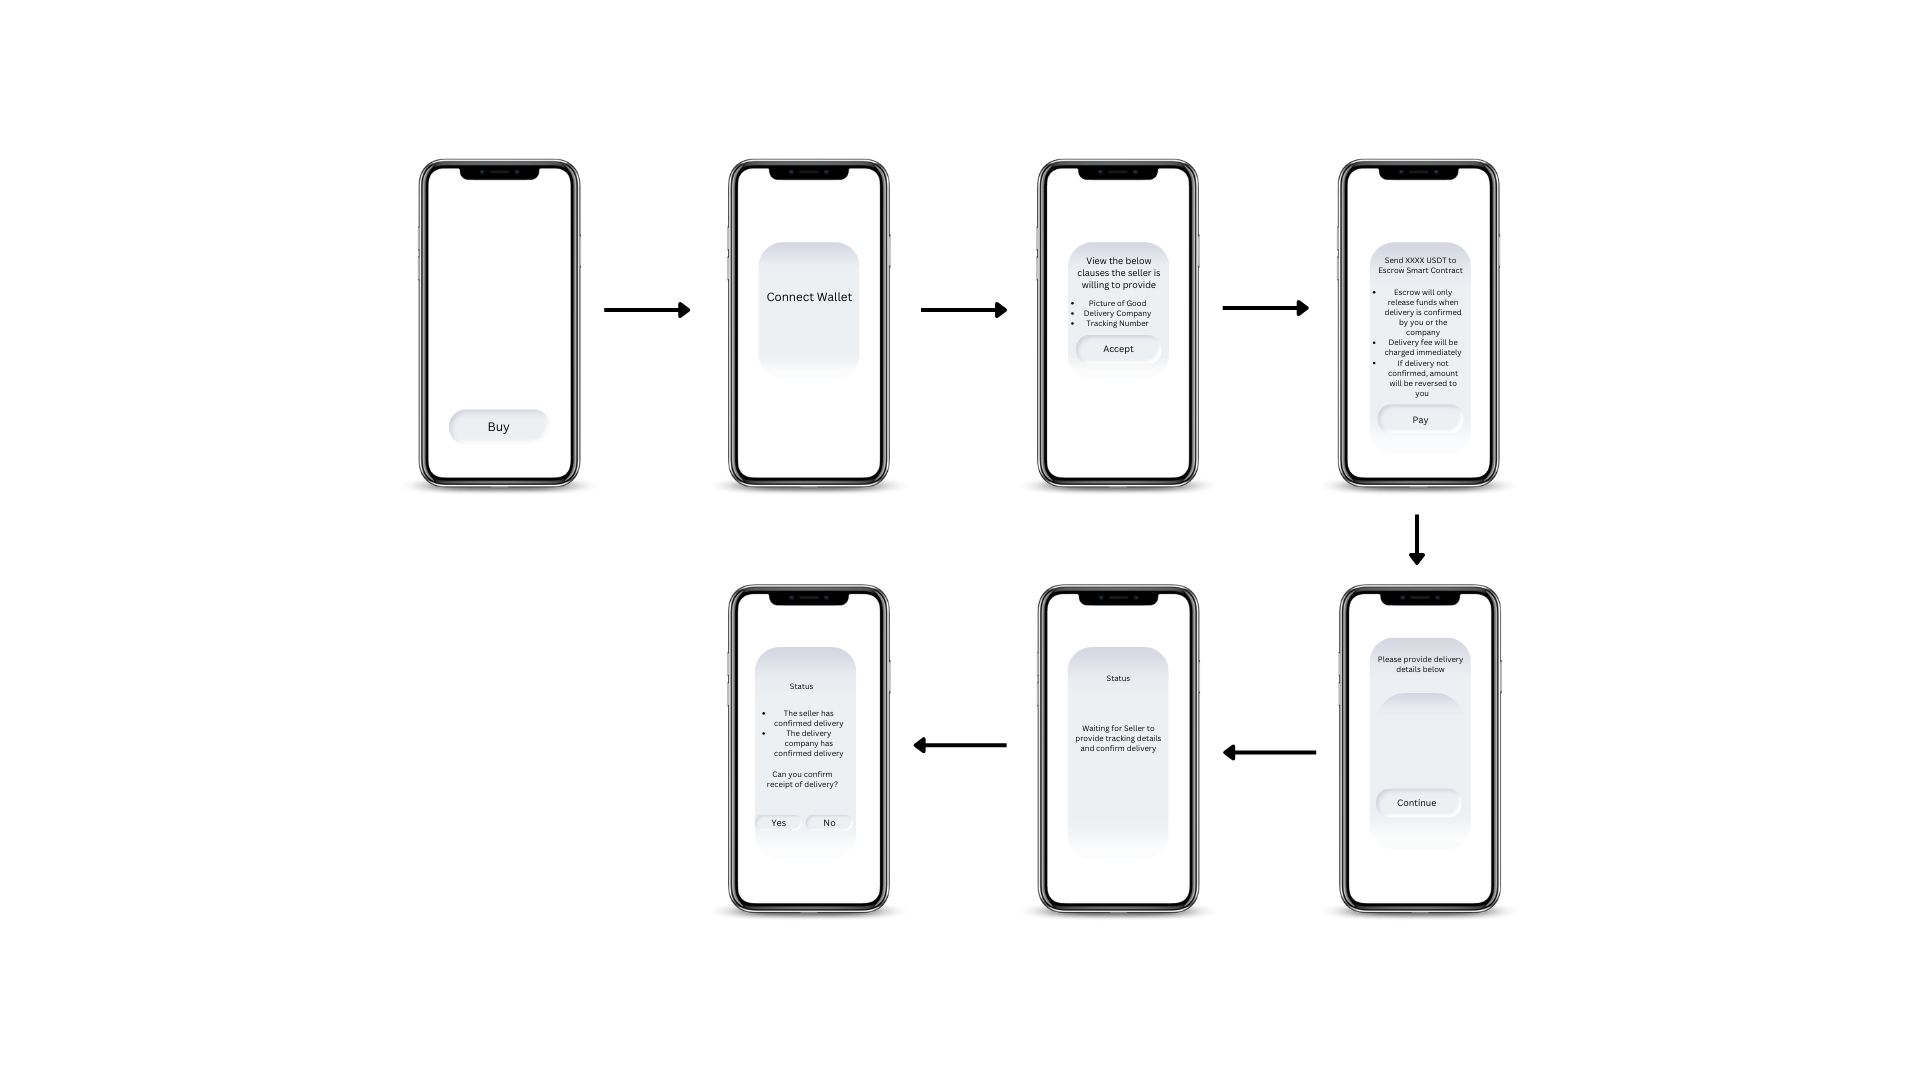 Buy
Connect Wallet
View the below
clauses the seller is
willing to provide
• Picture of Good
• Delivery Company
• Tracking Number
Accept
Send XXXX USDT to
Escrow Smart Contract
• Escrow will only
release funds when
delivery is confirmed
by you or the
company
• Delivery fee will be
charged immediately
• If delivery not
confirmed, amount
will be reversed to
you
Pay
Please provide delivery
details below
Continue
Status
Waiting for Seller to
provide tracking details
and confirm delivery
Status
• The seller has
confirmed delivery
• The delivery
company has
confirmed delivery
Can you confirm
receipt of delivery?
Yes No